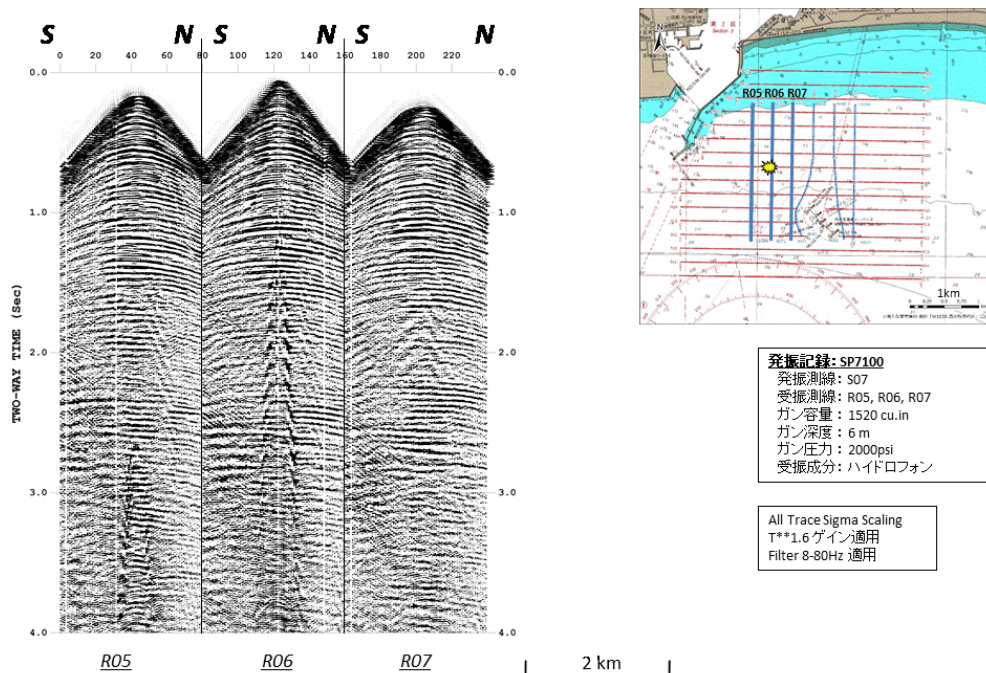 S N S N S N
0 40 80 100 120 140 160 180 200 220
0.0 0.0
1.0 1.0
2.0 2.0
3.0 3.0
4.0 4.0
TWO-WAY TIME (Sec)
R05 R06 R07
2 km
第2区
Section 2
N
R05 R06 R07
1km
発振記録: SP7100
発振測線: S07
受振測線: R05, R06, R07
ガン容量: 1520 cu.in
ガン深度: 6 m
ガン圧力: 2000psi
受振成分: ハイドロフォン
All Trace Sigma Scaling
T**1.6 ゲイン適用
Filter 8-80Hz 適用